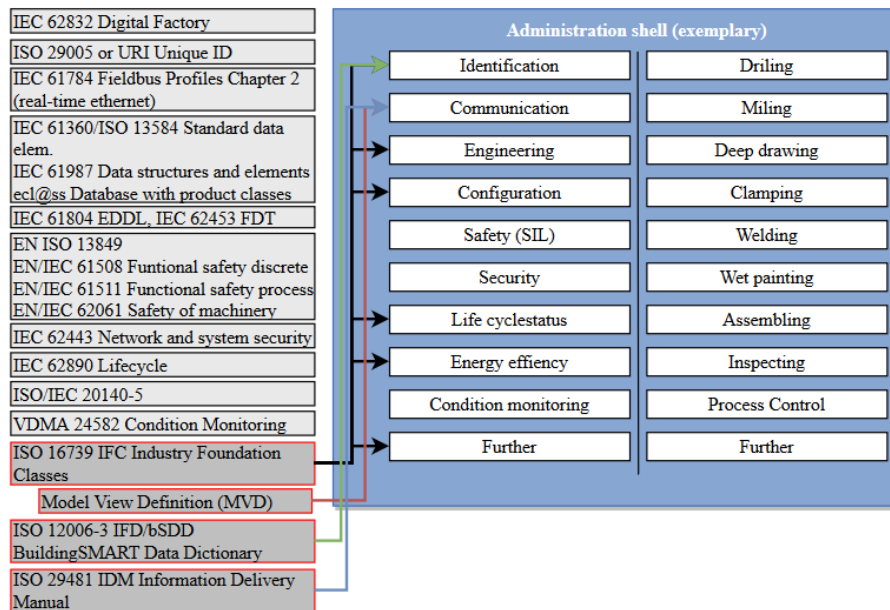 IEC 62832 Digital Factory
ISO 29005 or URI Unique ID
IEC 61784 Fieldbus Profiles Chapter 2
(real-time ethernet)
IEC 61360/ISO 13584 Standard data
elem.
IEC 61987 Data structures and elements
ecl@ss Database with product classes
IEC 61804 EDDL, IEC 62453 FDT
EN ISO 13849
EN/IEC 61508 Funtional safety discrete
EN/IEC 61511 Functional safety process
EN/IEC 62061 Safety of machinery
IEC 62443 Network and system security
IEC 62890 Lifecycle
ISO/IEC 20140-5
VDMA 24582 Condition Monitoring
ISO 16739 IFC Industry Foundation
Classes
Model View Definition (MVD)
ISO 12006-3 IFD/bSDD
BuildingSMART Data Dictionary
ISO 29481 IDM Information Delivery
Manual
Administration shell (exemplary)
Identification
Communication
Engineering
Configuration
Safety (SIL)
Security
Life cyclestatus
Energy effiency
Condition monitoring
Further
Driling
Miling
Deep drawing
Clamping
Welding
Wet painting
Assembling
Inspecting
Process Control
Further